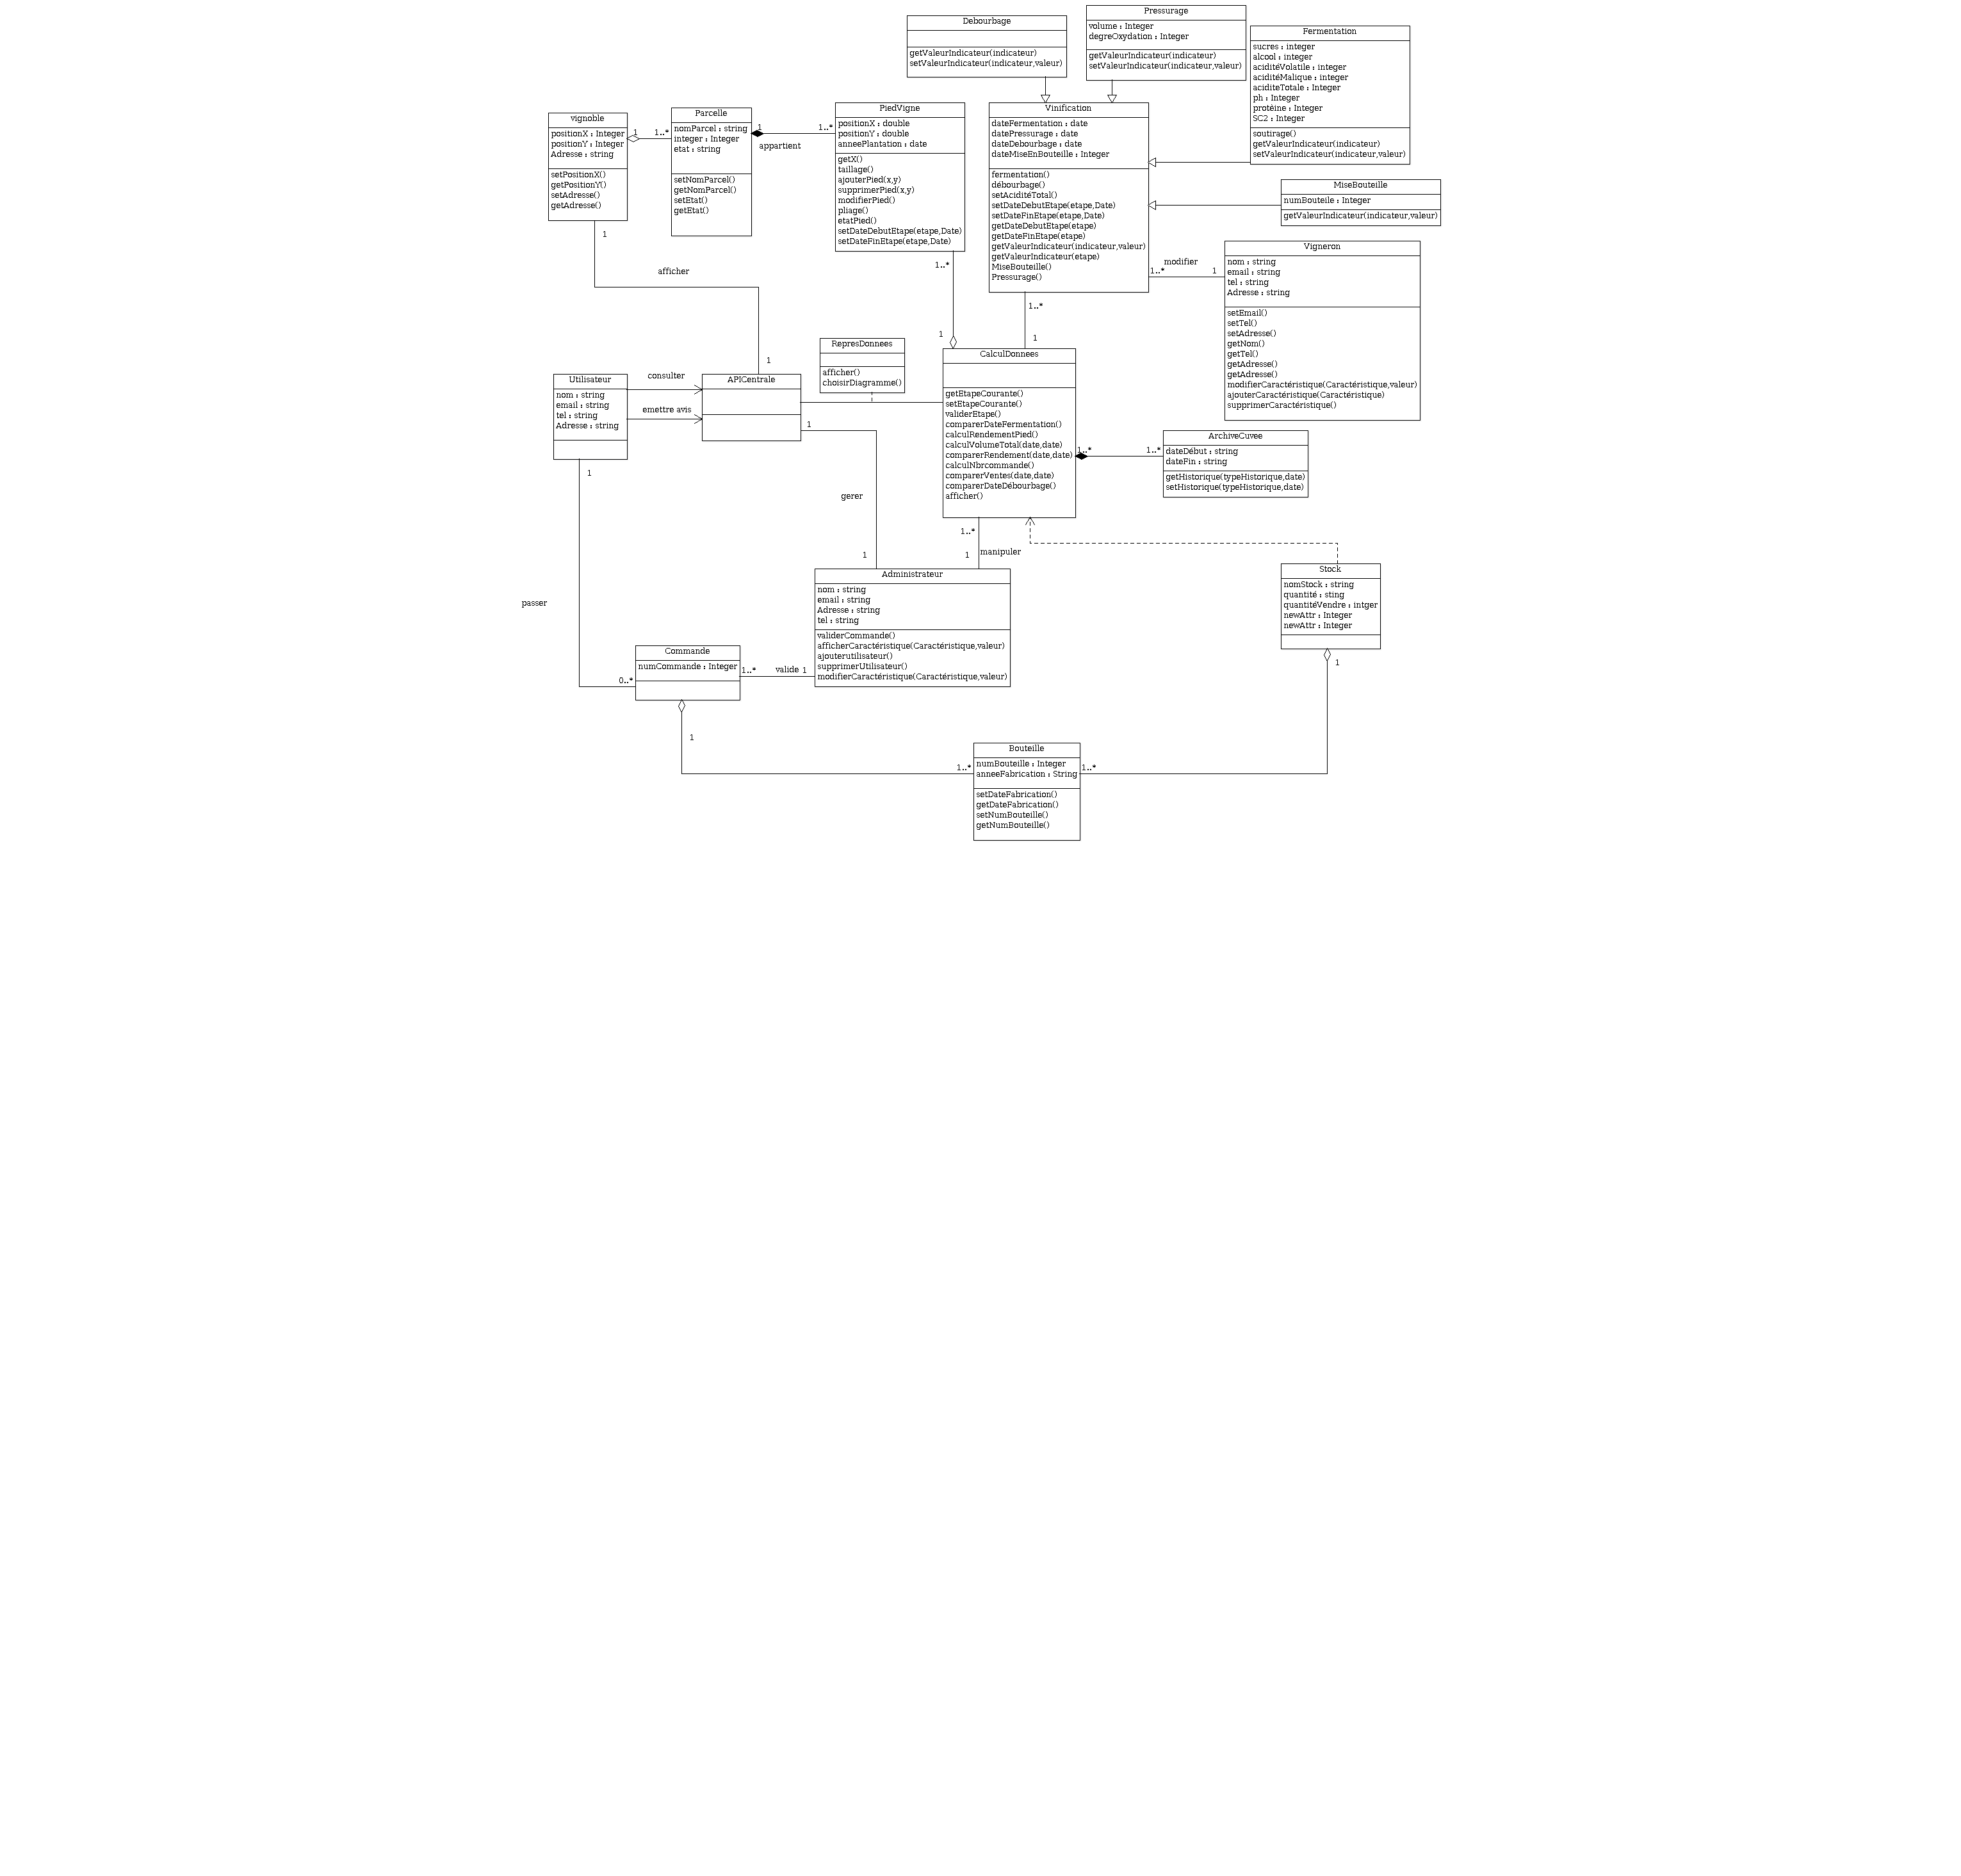 Debourbage
getValeurIndicateur(indicateur)
setValeurIndicateur(indicateur,valeur)
Pressurage
volume : Integer
degreOxydation : Integer
getValeurIndicateur(indicateur)
setValeurIndicateur(indicateur,valeur)
Fermentation
sucres : integer
alcool : integer
aciditéVolatile : integer
aciditéMalique : integer
aciditeTotale : Integer
ph : Integer
protéine : Integer
SC2 : Integer
soutirage()
getValeurIndicateur(indicateur)
setValeurIndicateur(indicateur,valeur)
vignoble
positionX : Integer
positionY : Integer
Adresse : string
setPositionX()
getPositionY()
setAdresse()
getAdresse()
1
1..*
Parcelle
nomParcel : string
integer : Integer
etat : string
setNomParcel()
getNomParcel()
setEtat()
getEtat()
1
1..*
appartient
PiedVigne
positionX : double
positionY : double
anneePlantation : date
getX()
taillage()
ajouterPied(x,y)
supprimerPied(x,y)
modifierPied()
pliage()
etatPied()
setDateDebutEtape(etape,Date)
setDateFinEtape(etape,Date)
Vinification
dateFermentation : date
datePressurage : date
dateDebourbage : date
dateMiseEnBouteille : Integer
fermentation()
débourbage()
setAciditéTotal()
setDateDebutEtape(etape,Date)
setDateFinEtape(etape,Date)
getDateDebutEtape(etape)
getDateFinEtape(etape)
getValeurIndicateur(indicateur,valeur)
getValeurIndicateur(etape)
MiseBouteille()
Pressurage()
MiseBouteille
numBouteile : Integer
getValeurIndicateur(indicateur,valeur)
modifier
1..*
1
Vigneron
nom : string
email : string
tel : string
Adresse : string
setEmail()
setTel()
setAdresse()
getNom()
getTel()
getAdresse()
getAdresse()
modifierCaractéristique(Caractéristique,valeur)
ajouterCaractéristique(Caractéristique)
supprimerCaractéristique()
1
afficher
1
1..*
1
1..*
1
RepresDonnees
afficher()
choisirDiagramme()
Utilisateur
nom : string
email : string
tel : string
Adresse : string
consulter
emettre avis
APICentrale
CalculDonnees
getEtapeCourante()
setEtapeCourante()
validerEtape()
comparerDateFermentation()
calculRendementPied()
calculVolumeTotal(date,date)
comparerRendement(date,date)
calculNbrcommande()
comparerVentes(date,date)
comparerDateDébourbage()
afficher()
1..*
1..*
ArchiveCuvee
dateDébut : string
dateFin : string
getHistorique(typeHistorique,date)
setHistorique(typeHistorique,date)
1
gerer
1
1..*
1
manipuler
1
passer
0..*
Administrateur
nom : string
email : string
Adresse : string
tel : string
validerCommande()
afficherCaractéristique(Caractéristique,valeur)
ajouterutilisateur()
supprimerUtilisateur()
modifierCaractéristique(Caractéristique,valeur)
Stock
nomStock : string
quantité : sting
quantitéVendre : intger
newAttr : Integer
newAttr : Integer
Commande
numCommande : Integer
1..*
valide
1
1
1
1..*
1..*
Bouteille
numBouteille : Integer
anneeFabrication : String
setDateFabrication()
getDateFabrication()
setNumBouteille()
getNumBouteille()